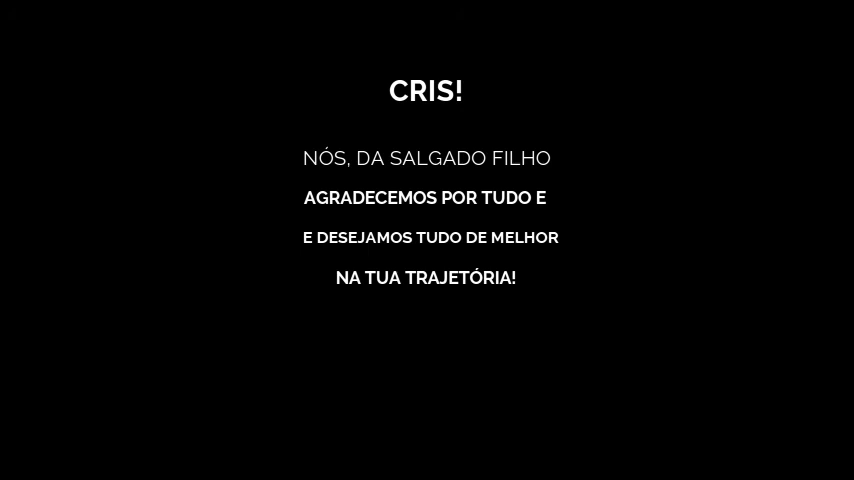 CRIS!
NÓS, DA SALGADO FILHO
AGRADECEMOS POR TUDO E
E DESEJAMOS TUDO DE MELHOR
NA TUA TRAJETÓRIA!